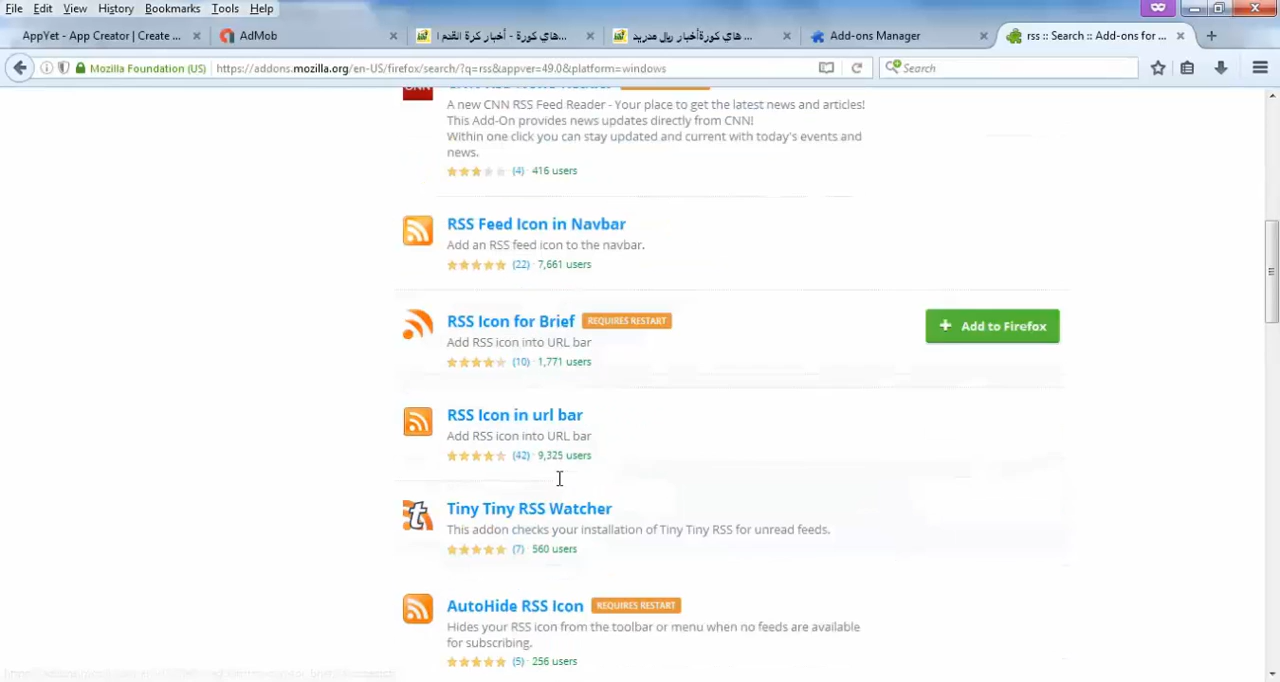 File Edit View History Bookmarks Tools Help
AppYet - App Creator | Create ...
AdMob
هاي كورة - أخبار كرة القدم ا...
هاي كورةأخبار ريال مدريد ...
Add-ons Manager
rss :: Search :: Add-ons for ...
Mozilla Foundation (US)
https://addons.mozilla.org/en-US/firefox/search/?q=rss&appver=49.0&platform=windows
Search
A new CNN RSS Feed Reader - Your place to get the latest news and articles!
This Add-On provides news updates directly from CNN!
Within one click you can stay updated and current with today's events and
news.
(4) · 416 users
RSS Feed Icon in Navbar
Add an RSS feed icon to the navbar.
(22) · 7,661 users
RSS Icon for Brief REQUIRES RESTART
Add to Firefox
Add RSS icon into URL bar
(10) · 1,771 users
RSS Icon in url bar
Add RSS icon into URL bar
(42) · 9,325 users
Tiny Tiny RSS Watcher
This addon checks your installation of Tiny Tiny RSS for unread feeds.
(7) · 560 users
AutoHide RSS Icon REQUIRES RESTART
Hides your RSS icon from the toolbar or menu when no feeds are available
for subscribing.
(5) · 256 users